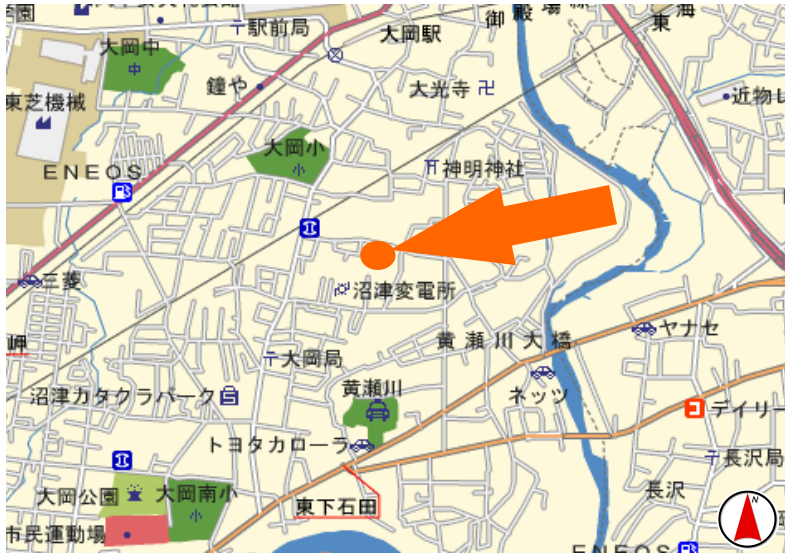 園
駅前局
大岡駅
御殿場線
東海
大岡中
中
鐘や
大光寺
東芝機械
近物レ
大岡小
小
神明神社
ENEOS
三菱
沼津変電所
岬
大岡局
黄瀬川大橋
ヤナセ
沼津カタクラパーク
黄瀬川
ネッツ
デイリー
トヨタカローラ
長沢局
大岡公園
大岡南小
小
東下石田
長沢
N
市民運動場
ENEOS